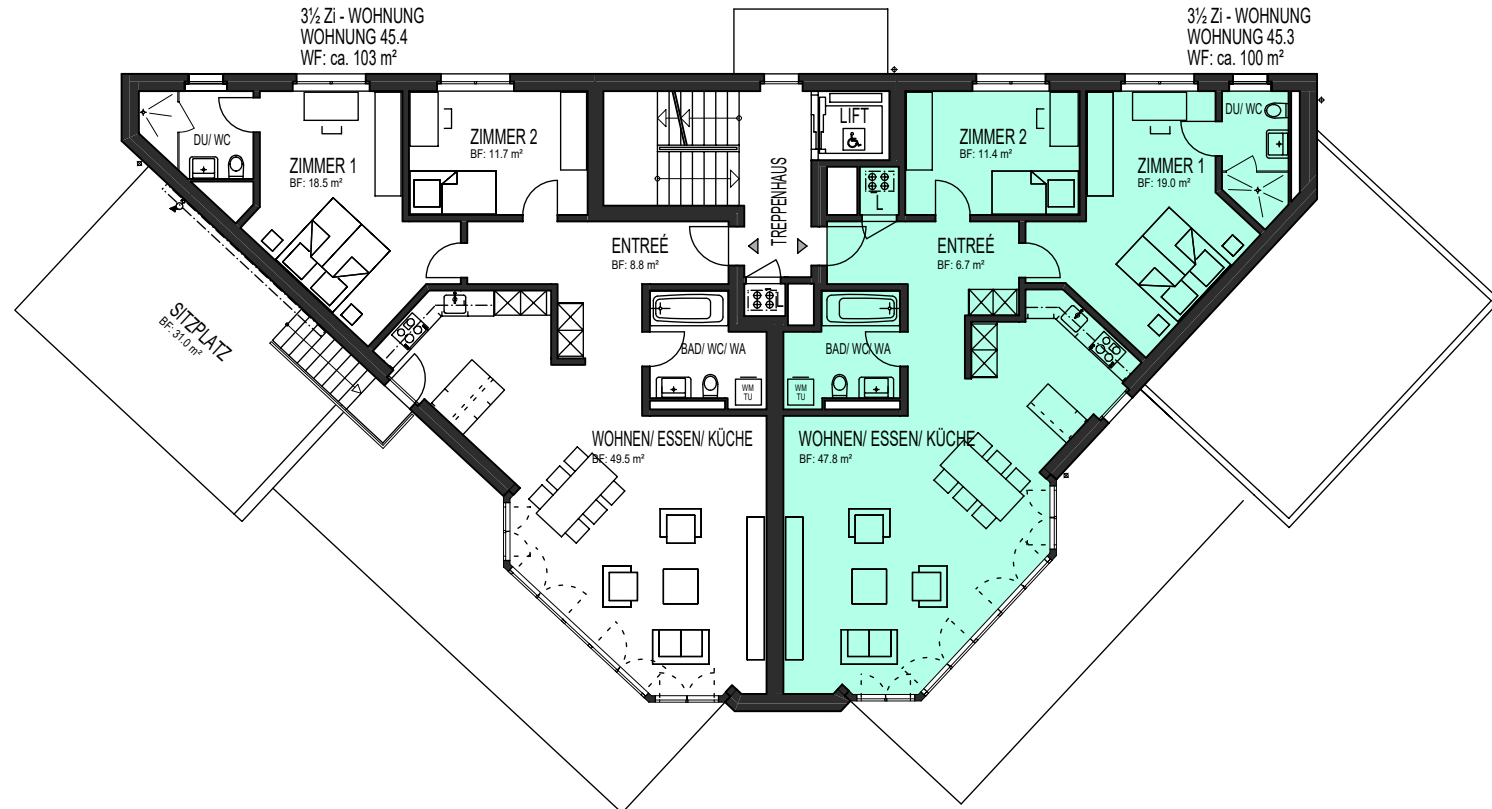 3½ Zi - WOHNUNG
WOHNUNG 45.4
WF: ca. 103 m²
3½ Zi - WOHNUNG
WOHNUNG 45.3
WF: ca. 100 m²
DU/ WC
ZIMMER 1
BF: 18.5 m²
ZIMMER 2
BF: 11.7 m²
LIFT
TREPPENHAUS
ZIMMER 2
BF: 11.4 m²
ZIMMER 1
BF: 19.0 m²
DU/ WC
L
ENTREÉ
BF: 8.8 m²
ENTREÉ
BF: 6.7 m²
L
SITZPLATZ
BF: 31.0 m²
BAD/ WC/ WA
WM
TU
BAD/ WC/ WA
WM
TU
WOHNEN/ ESSEN/ KÜCHE
BF: 49.5 m²
WOHNEN/ ESSEN/ KÜCHE
BF: 47.8 m²